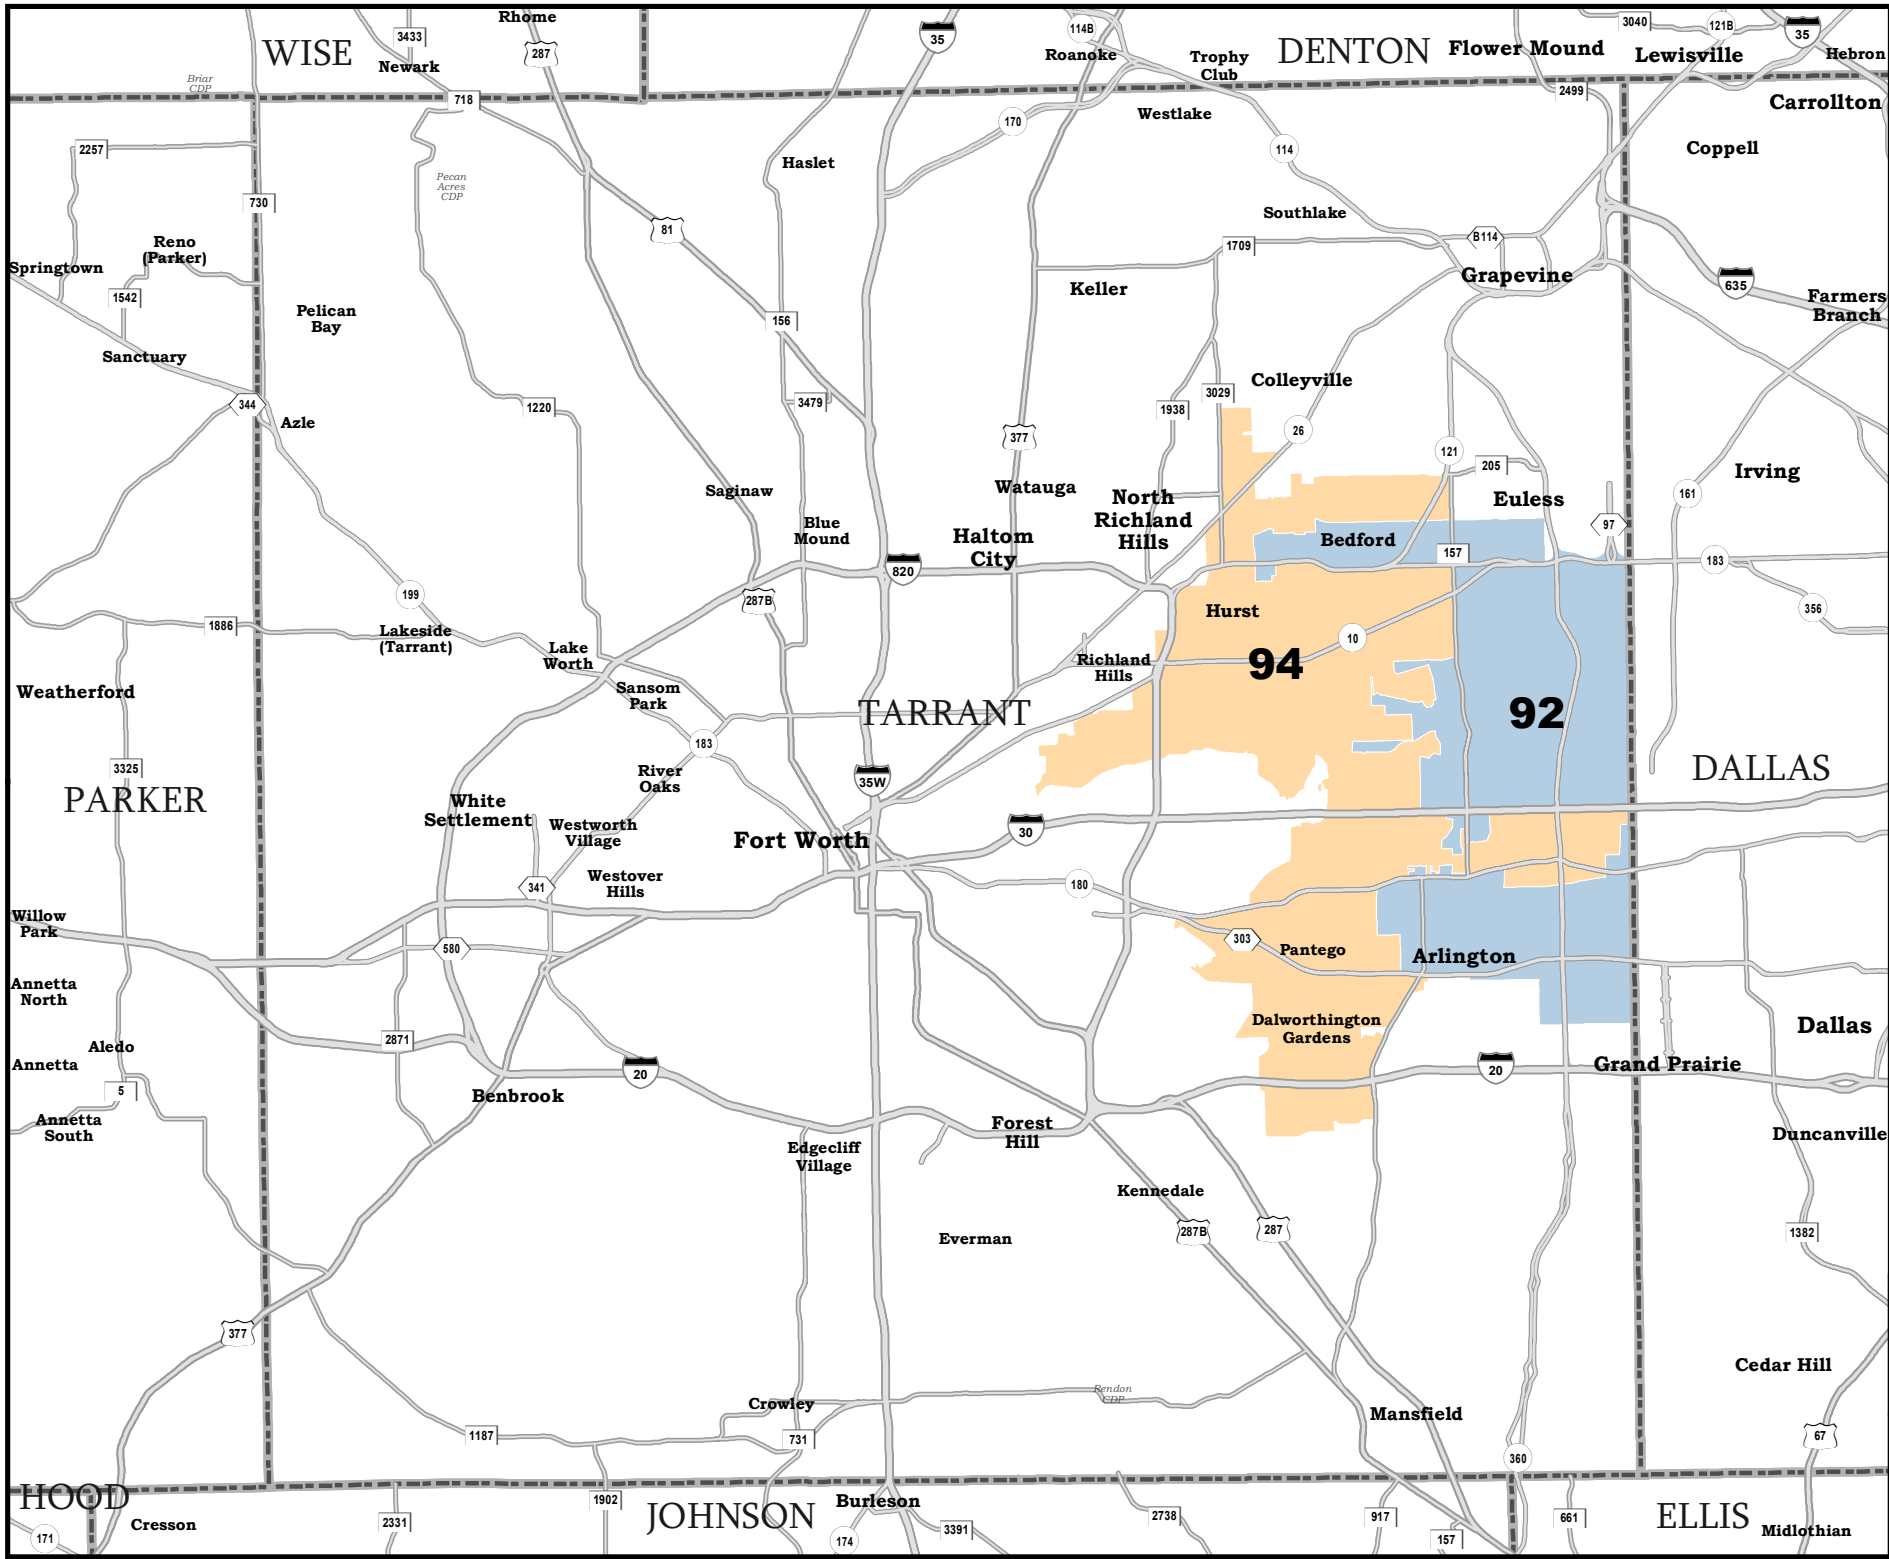 Rhome
WISE
3433
287
Newark
Briar
CDP
718
35
114B
Roanoke
Trophy
Club
DENTON
Flower Mound
3040
121B
Lewisville
35
Hebron
2499
Carrollton
170
Westlake
114
Coppell
2257
Haslet
Pecan
Acres
CDP
730
81
Southlake
1709
B114
Reno
(Parker)
Springtown
1542
Grapevine
635
Keller
Farmers
Branch
Pelican
Bay
156
Sanctuary
344
Azle
1220
3479
Colleyville
3029
1938
377
26
121
205
Irving
161
Saginaw
Watauga
North
Richland
Hills
Euless
97
Blue
Mound
Haltom
City
Bedford
157
183
820
199
287B
356
1886
Lakeside
(Tarrant)
Hurst
10
Lake
Worth
Richland
Hills
94
Weatherford
Sansom
Park
TARRANT
92
183
3325
River
Oaks
35W
DALLAS
PARKER
White
Settlement
Westworth
Village
Fort Worth
30
Westover
Hills
341
180
Willow
Park
580
303
Pantego
Arlington
Annetta
North
Dalworthington
Gardens
Dallas
2871
Aledo
Annetta
20
20
Grand Prairie
5
Benbrook
Annetta
South
Forest
Hill
Duncanville
Edgecliff
Village
Kennedale
287B
287
1382
Everman
377
Cedar Hill
Rendon
CDP
Crowley
Mansfield
1187
731
67
360
HOOD
1902
JOHNSON
Burleson
ELLIS
171
Cresson
2331
174
3391
2738
917
157
661
Midlothian